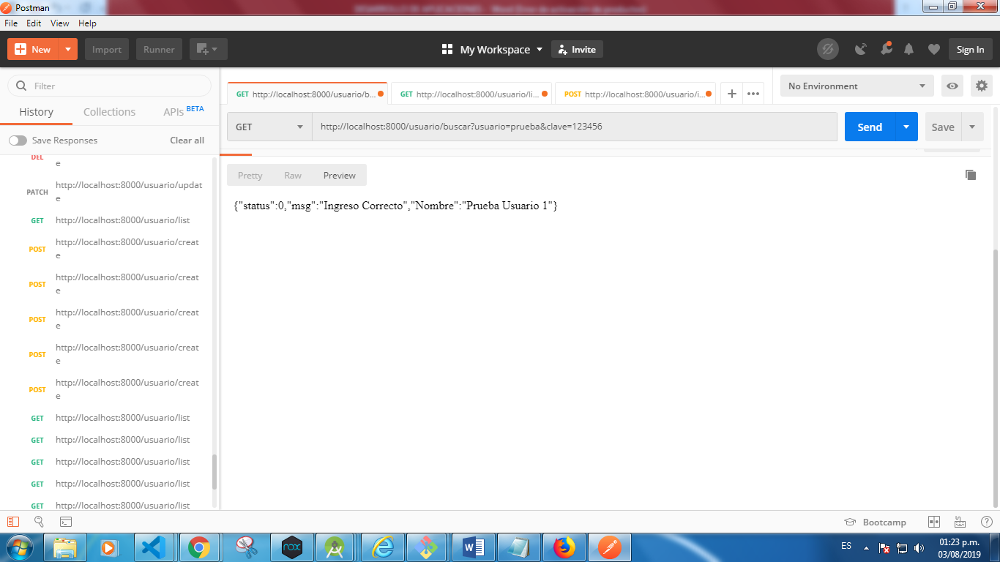 Postman
File Edit View Help
New Import Runner My Workspace Invite Sign In
Filter
History Collections APIs BETA
Save Responses Clear all
GET http://localhost:8000/usuario/b... GET http://localhost:8000/usuario/li... POST http://localhost:8000/usuario/i... No Environment
GET http://localhost:8000/usuario/buscar?usuario=prueba&clave=123456 Send Save
Pretty Raw Preview
{"status":0,"msg":"Ingreso Correcto","Nombre":"Prueba Usuario 1"}
DEL
e
PATCH http://localhost:8000/usuario/updat
e
GET http://localhost:8000/usuario/list
POST http://localhost:8000/usuario/creat
e
POST http://localhost:8000/usuario/creat
e
POST http://localhost:8000/usuario/creat
e
POST http://localhost:8000/usuario/creat
e
POST http://localhost:8000/usuario/creat
e
GET http://localhost:8000/usuario/list
GET http://localhost:8000/usuario/list
GET http://localhost:8000/usuario/list
GET http://localhost:8000/usuario/list
GET http://localhost:8000/usuario/list
Bootcamp
nox
ES
01:23 p.m.
03/08/2019